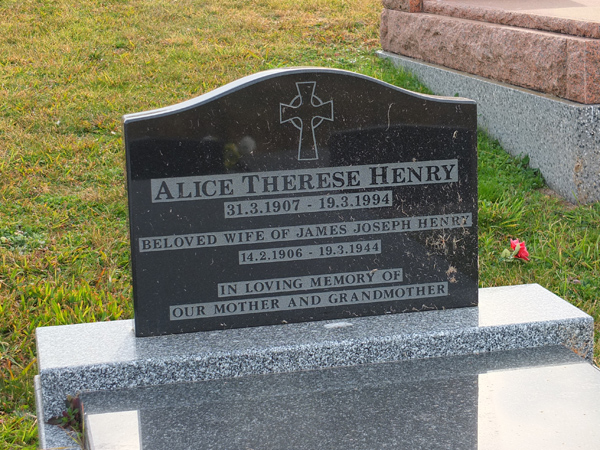 ALICE THERESE HENRY
31.3.1907 - 19.3.1994
BELOVED WIFE OF JAMES JOSEPH HENRY
14.2.1906 - 19.3.1944
IN LOVING MEMORY OF
OUR MOTHER AND GRANDMOTHER